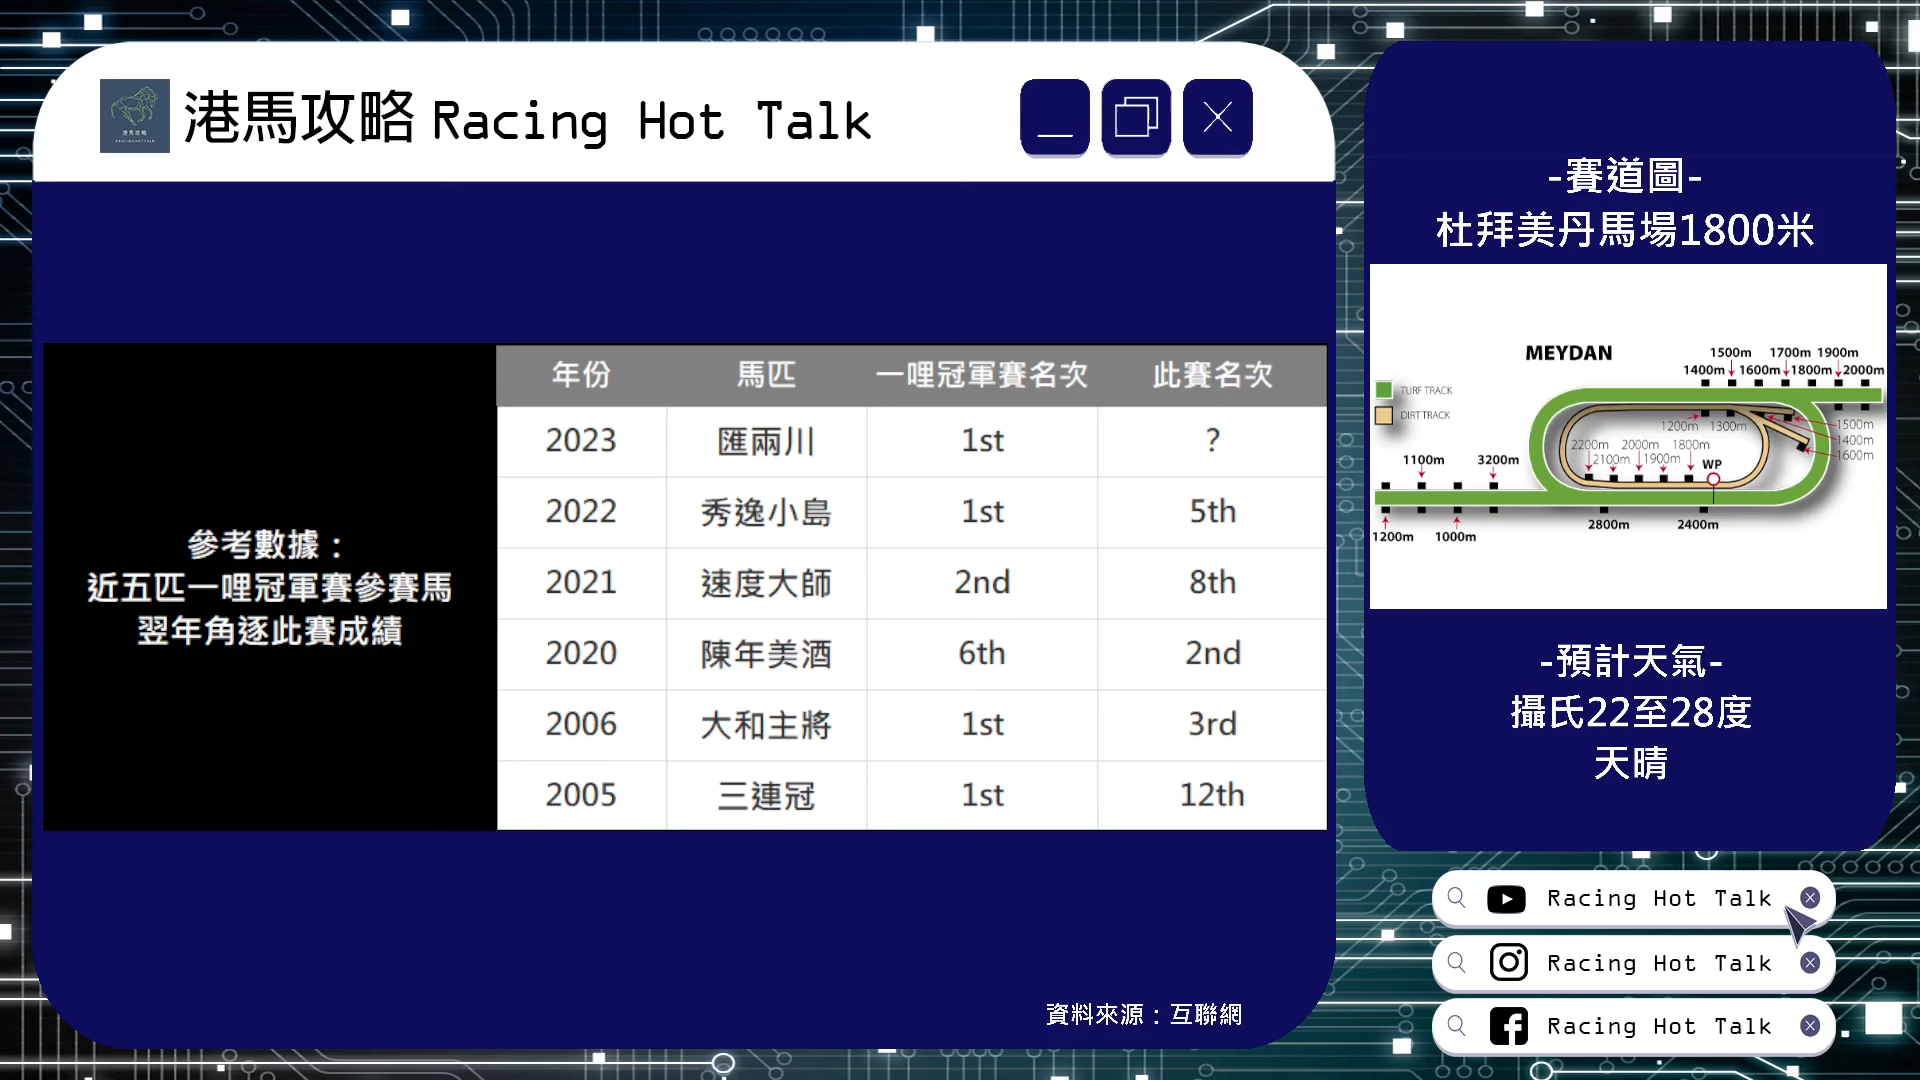 港馬攻略 Racing Hot Talk
參考數據：
近五匹一哩冠軍賽參賽馬
翌年角逐此賽成績
年份 馬匹 一哩冠軍賽名次 此賽名次
2023 匯兩川 1st ?
2022 秀逸小島 1st 5th
2021 速度大師 2nd 8th
2020 陳年美酒 6th 2nd
2006 大和主將 1st 3rd
2005 三連冠 1st 12th
資料來源：互聯網
-賽道圖-
杜拜美丹馬場1800米
MEYDAN
1500m 1700m 1900m
1400m 1600m 1800m 2000m
TURF TRACK
DIRT TRACK
1200m 1300m
1500m
1400m
1600m
2200m 2000m 1800m
2100m 1900m
WP
1100m 3200m
2800m 2400m
1200m 1000m
-預計天氣-
攝氏22至28度
天晴
Racing Hot Talk
Racing Hot Talk
Racing Hot Talk